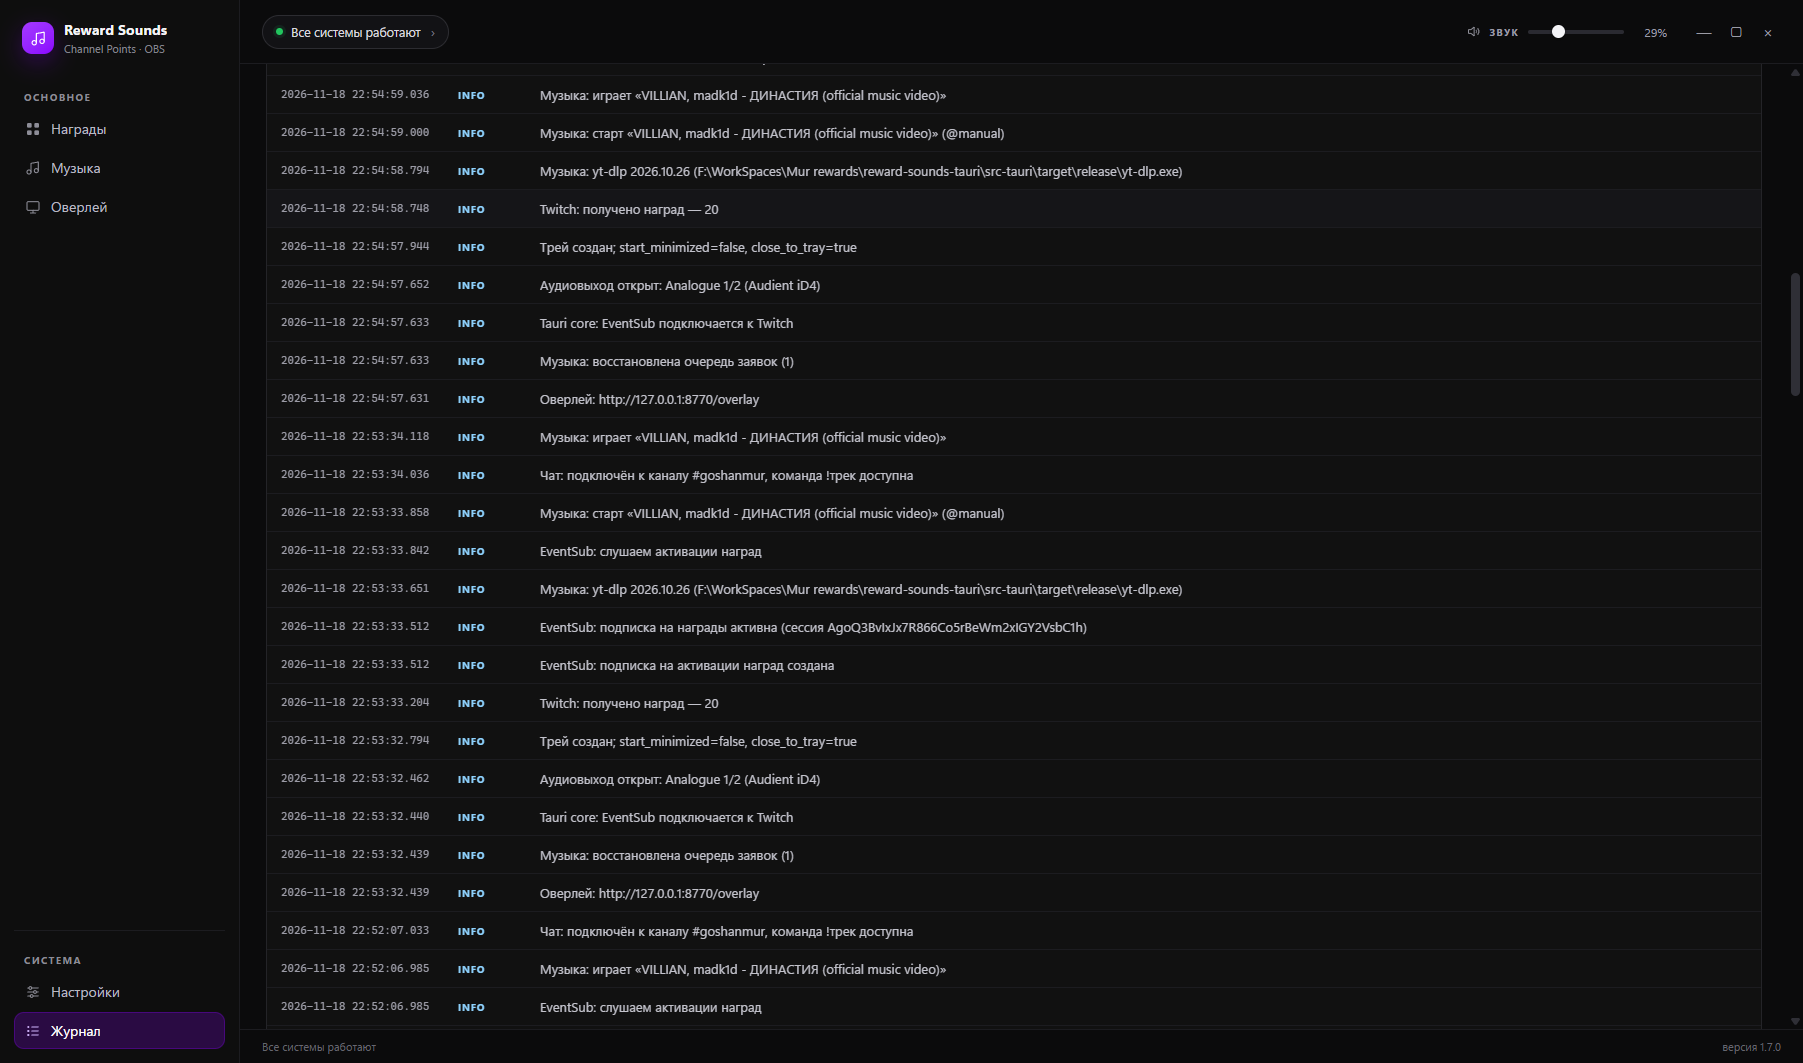 Reward Sounds
Channel Points · OBS
ОСНОВНОЕ
Награды
Музыка
Оверлей
СИСТЕМА
Настройки
Журнал
Все системы работают ›
ЗВУК 29%
2026-11-18 22:54:59.036 INFO Музыка: играет «VILLIAN, madk1d - ДИНАСТИЯ (official music video)»
2026-11-18 22:54:59.000 INFO Музыка: старт «VILLIAN, madk1d - ДИНАСТИЯ (official music video)» (@manual)
2026-11-18 22:54:58.794 INFO Музыка: yt-dlp 2026.10.26 (F:\WorkSpaces\Mur rewards\reward-sounds-tauri\src-tauri\target\release\yt-dlp.exe)
2026-11-18 22:54:58.748 INFO Twitch: получено наград — 20
2026-11-18 22:54:57.944 INFO Трей создан; start_minimized=false, close_to_tray=true
2026-11-18 22:54:57.652 INFO Аудиовыход открыт: Analogue 1/2 (Audient iD4)
2026-11-18 22:54:57.633 INFO Tauri core: EventSub подключается к Twitch
2026-11-18 22:54:57.633 INFO Музыка: восстановлена очередь заявок (1)
2026-11-18 22:54:57.631 INFO Оверлей: http://127.0.0.1:8770/overlay
2026-11-18 22:53:34.118 INFO Музыка: играет «VILLIAN, madk1d - ДИНАСТИЯ (official music video)»
2026-11-18 22:53:34.036 INFO Чат: подключён к каналу #goshanmur, команда !трек доступна
2026-11-18 22:53:33.858 INFO Музыка: старт «VILLIAN, madk1d - ДИНАСТИЯ (official music video)» (@manual)
2026-11-18 22:53:33.842 INFO EventSub: слушаем активации наград
2026-11-18 22:53:33.651 INFO Музыка: yt-dlp 2026.10.26 (F:\WorkSpaces\Mur rewards\reward-sounds-tauri\src-tauri\target\release\yt-dlp.exe)
2026-11-18 22:53:33.512 INFO EventSub: подписка на награды активна (сессия AgoQ3BvIxJx7R866Co5rBeWm2xIGY2VsbC1h)
2026-11-18 22:53:33.512 INFO EventSub: подписка на активации наград создана
2026-11-18 22:53:33.204 INFO Twitch: получено наград — 20
2026-11-18 22:53:32.794 INFO Трей создан; start_minimized=false, close_to_tray=true
2026-11-18 22:53:32.462 INFO Аудиовыход открыт: Analogue 1/2 (Audient iD4)
2026-11-18 22:53:32.440 INFO Tauri core: EventSub подключается к Twitch
2026-11-18 22:53:32.439 INFO Музыка: восстановлена очередь заявок (1)
2026-11-18 22:53:32.439 INFO Оверлей: http://127.0.0.1:8770/overlay
2026-11-18 22:52:07.033 INFO Чат: подключён к каналу #goshanmur, команда !трек доступна
2026-11-18 22:52:06.985 INFO Музыка: играет «VILLIAN, madk1d - ДИНАСТИЯ (official music video)»
2026-11-18 22:52:06.985 INFO EventSub: слушаем активации наград
Все системы работают
версия 1.7.0